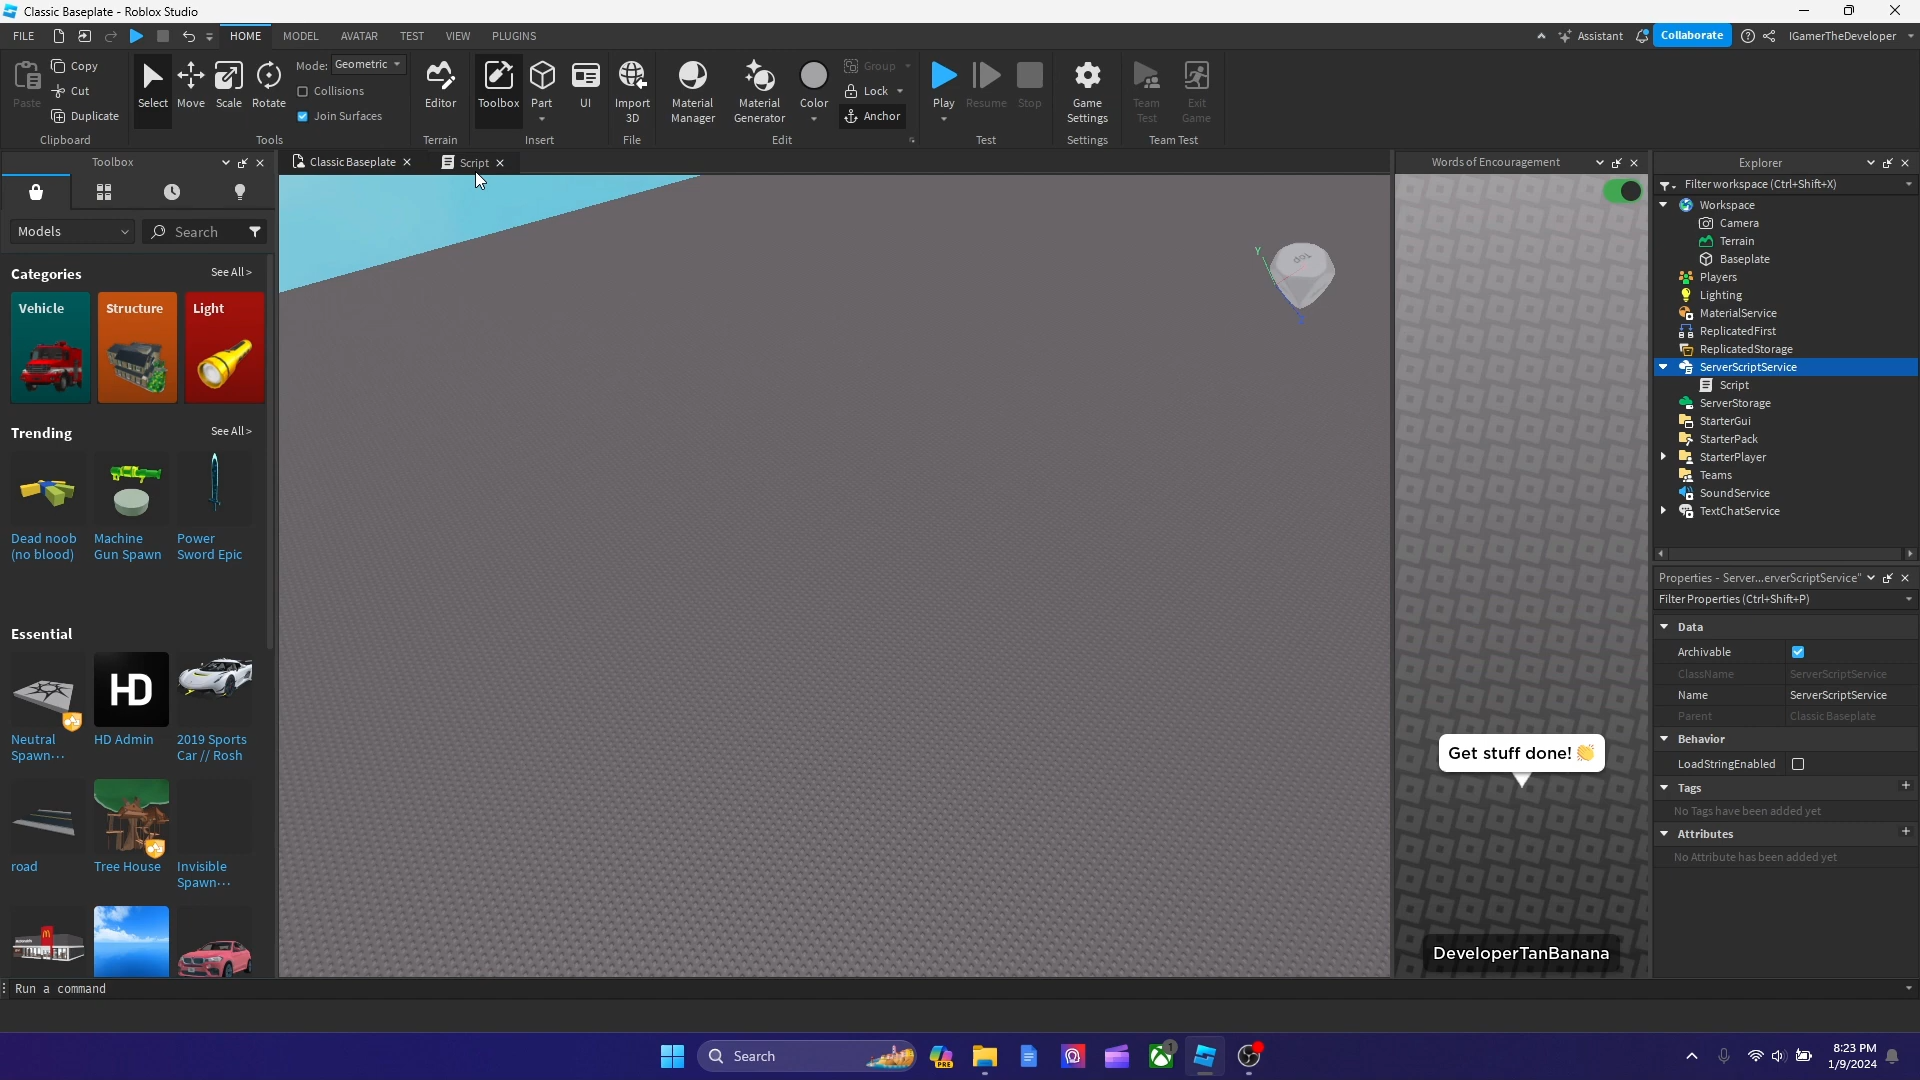 Classic Baseplate - Roblox Studio
FILE
HOME
MODEL
AVATAR
TEST
VIEW
PLUGINS
Assistant
Collaborate
IGamerTheDeveloper
Paste
Copy
Cut
Duplicate
Clipboard
Select
Move
Scale
Rotate
Mode: Geometric
Collisions
Join Surfaces
Tools
Editor
Terrain
Toolbox
Part
UI
Insert
Import
3D
File
Material
Manager
Material
Generator
Color
Group
Lock
Anchor
Edit
Play
Resume
Stop
Test
Game
Settings
Settings
Team
Test
Exit
Game
Team Test
Toolbox
Models
Search
Categories
See All >
Vehicle
Structure
Light
Trending
See All >
Dead noob
(no blood)
Machine
Gun Spawn
Power
Sword Epic
Essential
Neutral
Spawn...
HD
HD Admin
2019 Sports
Car // Rosh
road
Tree House
Invisible
Spawn...
Classic Baseplate
Script
Top
Y
Words of Encouragement
Get stuff done! 👏
DeveloperTanBanana
Explorer
Filter workspace (Ctrl+Shift+X)
Workspace
Camera
Terrain
Baseplate
Players
Lighting
MaterialService
ReplicatedFirst
ReplicatedStorage
ServerScriptService
Script
ServerStorage
StarterGui
StarterPack
StarterPlayer
Teams
SoundService
TextChatService
Properties - Server...erverScriptService"
Filter Properties (Ctrl+Shift+P)
Data
Archivable
ClassName ServerScriptService
Name ServerScriptService
Parent Classic Baseplate
Behavior
LoadStringEnabled
Tags
No Tags have been added yet
Attributes
No Attribute has been added yet
Run a command
Search
PRE
1
8:23 PM
1/9/2024